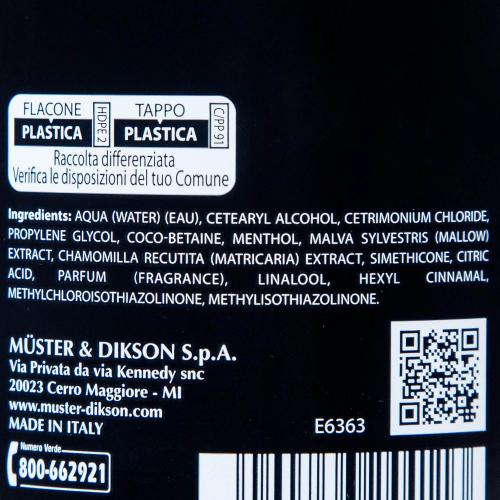 FLACONE TAPPO
PLASTICA HDPE 2 PLASTICA C/PP 91
Raccolta differenziata
Verifica le disposizioni del tuo Comune
Ingredients: AQUA (WATER) (EAU), CETEARYL ALCOHOL, CETRIMONIUM CHLORIDE,
PROPYLENE GLYCOL, COCO-BETAINE, MENTHOL, MALVA SYLVESTRIS (MALLOW)
EXTRACT, CHAMOMILLA RECUTITA (MATRICARIA) EXTRACT, SIMETHICONE, CITRIC
ACID, PARFUM (FRAGRANCE), LINALOOL, HEXYL CINNAMAL,
METHYLCHLOROISOTHIAZOLINONE, METHYLISOTHIAZOLINONE.
MÜSTER & DIKSON S.p.A.
Via Privata da via Kennedy snc
20023 Cerro Maggiore - MI
www.muster-dikson.com
MADE IN ITALY
E6363
Numero Verde
800-662921